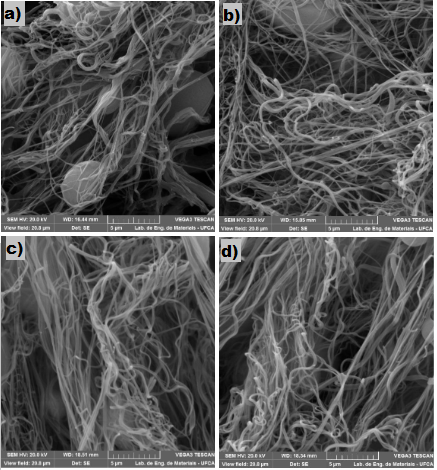 a)
SEM HV: 20.0 kV WD: 16.44 mm VEGA3 TESCAN
View field: 20.8 µm Det: SE 5 µm Lab. de Eng. de Materiais - UFCA
b)
SEM HV: 20.0 kV WD: 15.85 mm VEGA3 TESCAN
View field: 20.8 µm Det: SE 5 µm Lab. de Eng. de Materiais - UFCA
c)
SEM HV: 20.0 kV WD: 16.51 mm VEGA3 TESCAN
View field: 20.8 µm Det: SE 5 µm Lab. de Eng. de Materiais - UFCA
d)
SEM HV: 20.0 kV WD: 16.34 mm VEGA3 TESCAN
View field: 20.8 µm Det: SE 5 µm Lab. de Eng. de Materiais - UFCA